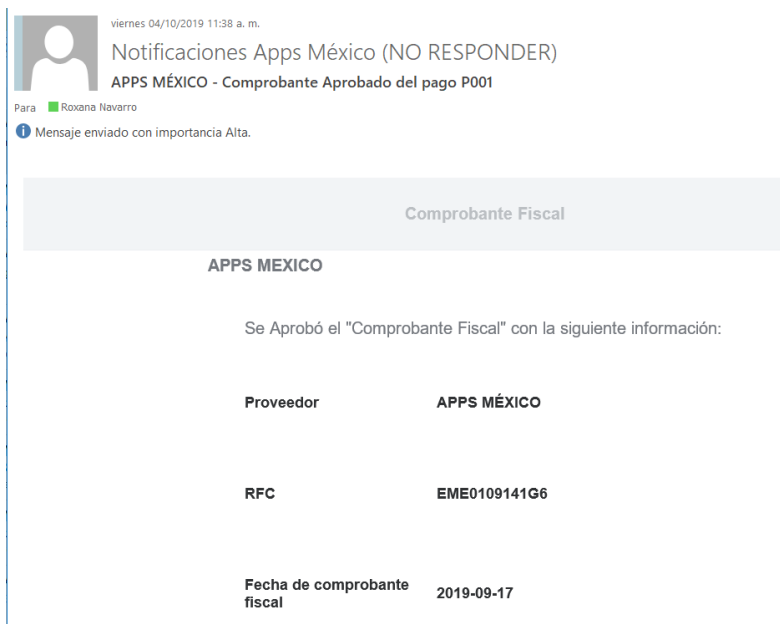 viernes 04/10/2019 11:38 a. m.
Notificaciones Apps México (NO RESPONDER)
APPS MÉXICO - Comprobante Aprobado del pago P001
Para Roxana Navarro
Mensaje enviado con importancia Alta.
Comprobante Fiscal
APPS MEXICO
Se Aprobó el "Comprobante Fiscal" con la siguiente información:
Proveedor APPS MÉXICO
RFC EME0109141G6
Fecha de comprobante
fiscal 2019-09-17